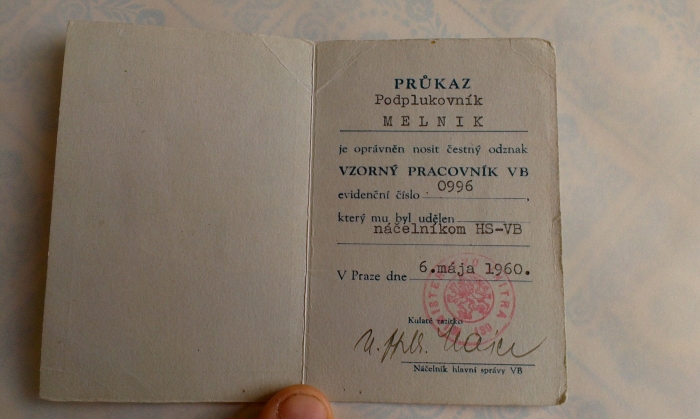 PRŮKAZ
Podplukovník
MELNIK
je oprávněn nosit čestný odznak
VZORNÝ PRACOVNÍK VB
evidenční číslo 0996
který mu byl udělen
náčelníkom HS-VB
V Praze dne 6.mája 1960.
Kulaté razítko
Náčelník hlavní správy VB